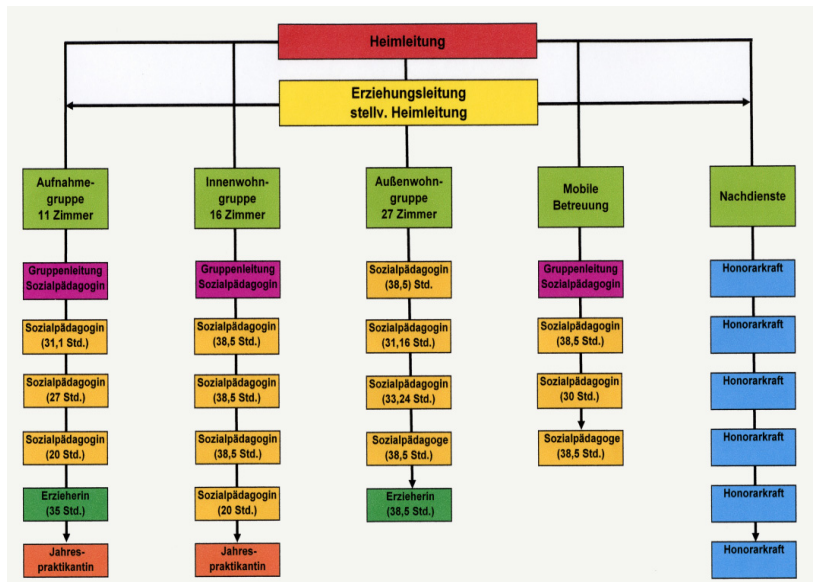 Heimleitung
Erziehungsleitung
stellv. Heimleitung
Aufnahme-
gruppe
11 Zimmer
Gruppenleitung
Sozialpädagogin
Sozialpädagogin
(31,1 Std.)
Sozialpädagogin
(27 Std.)
Sozialpädagogin
(20 Std.)
Erzieherin
(35 Std.)
Jahres-
praktikantin
Innenwohn-
gruppe
16 Zimmer
Gruppenleitung
Sozialpädagogin
Sozialpädagogin
(38,5 Std.)
Sozialpädagogin
(38,5 Std.)
Sozialpädagogin
(38,5 Std.)
Sozialpädagogin
(20 Std.)
Jahres-
praktikantin
Außenwohn-
gruppe
27 Zimmer
Sozialpädagogin
(38,5) Std.
Sozialpädagogin
(31,16 Std.)
Sozialpädagogin
(33,24 Std.)
Sozialpädagoge
(38,5 Std.)
Erzieherin
(38,5 Std.)
Mobile
Betreuung
Gruppenleitung
Sozialpädagogin
Sozialpädagogin
(38,5 Std.)
Sozialpädagogin
(30 Std.)
Sozialpädagoge
(38,5 Std.)
Nachdienste
Honorarkraft
Honorarkraft
Honorarkraft
Honorarkraft
Honorarkraft
Honorarkraft